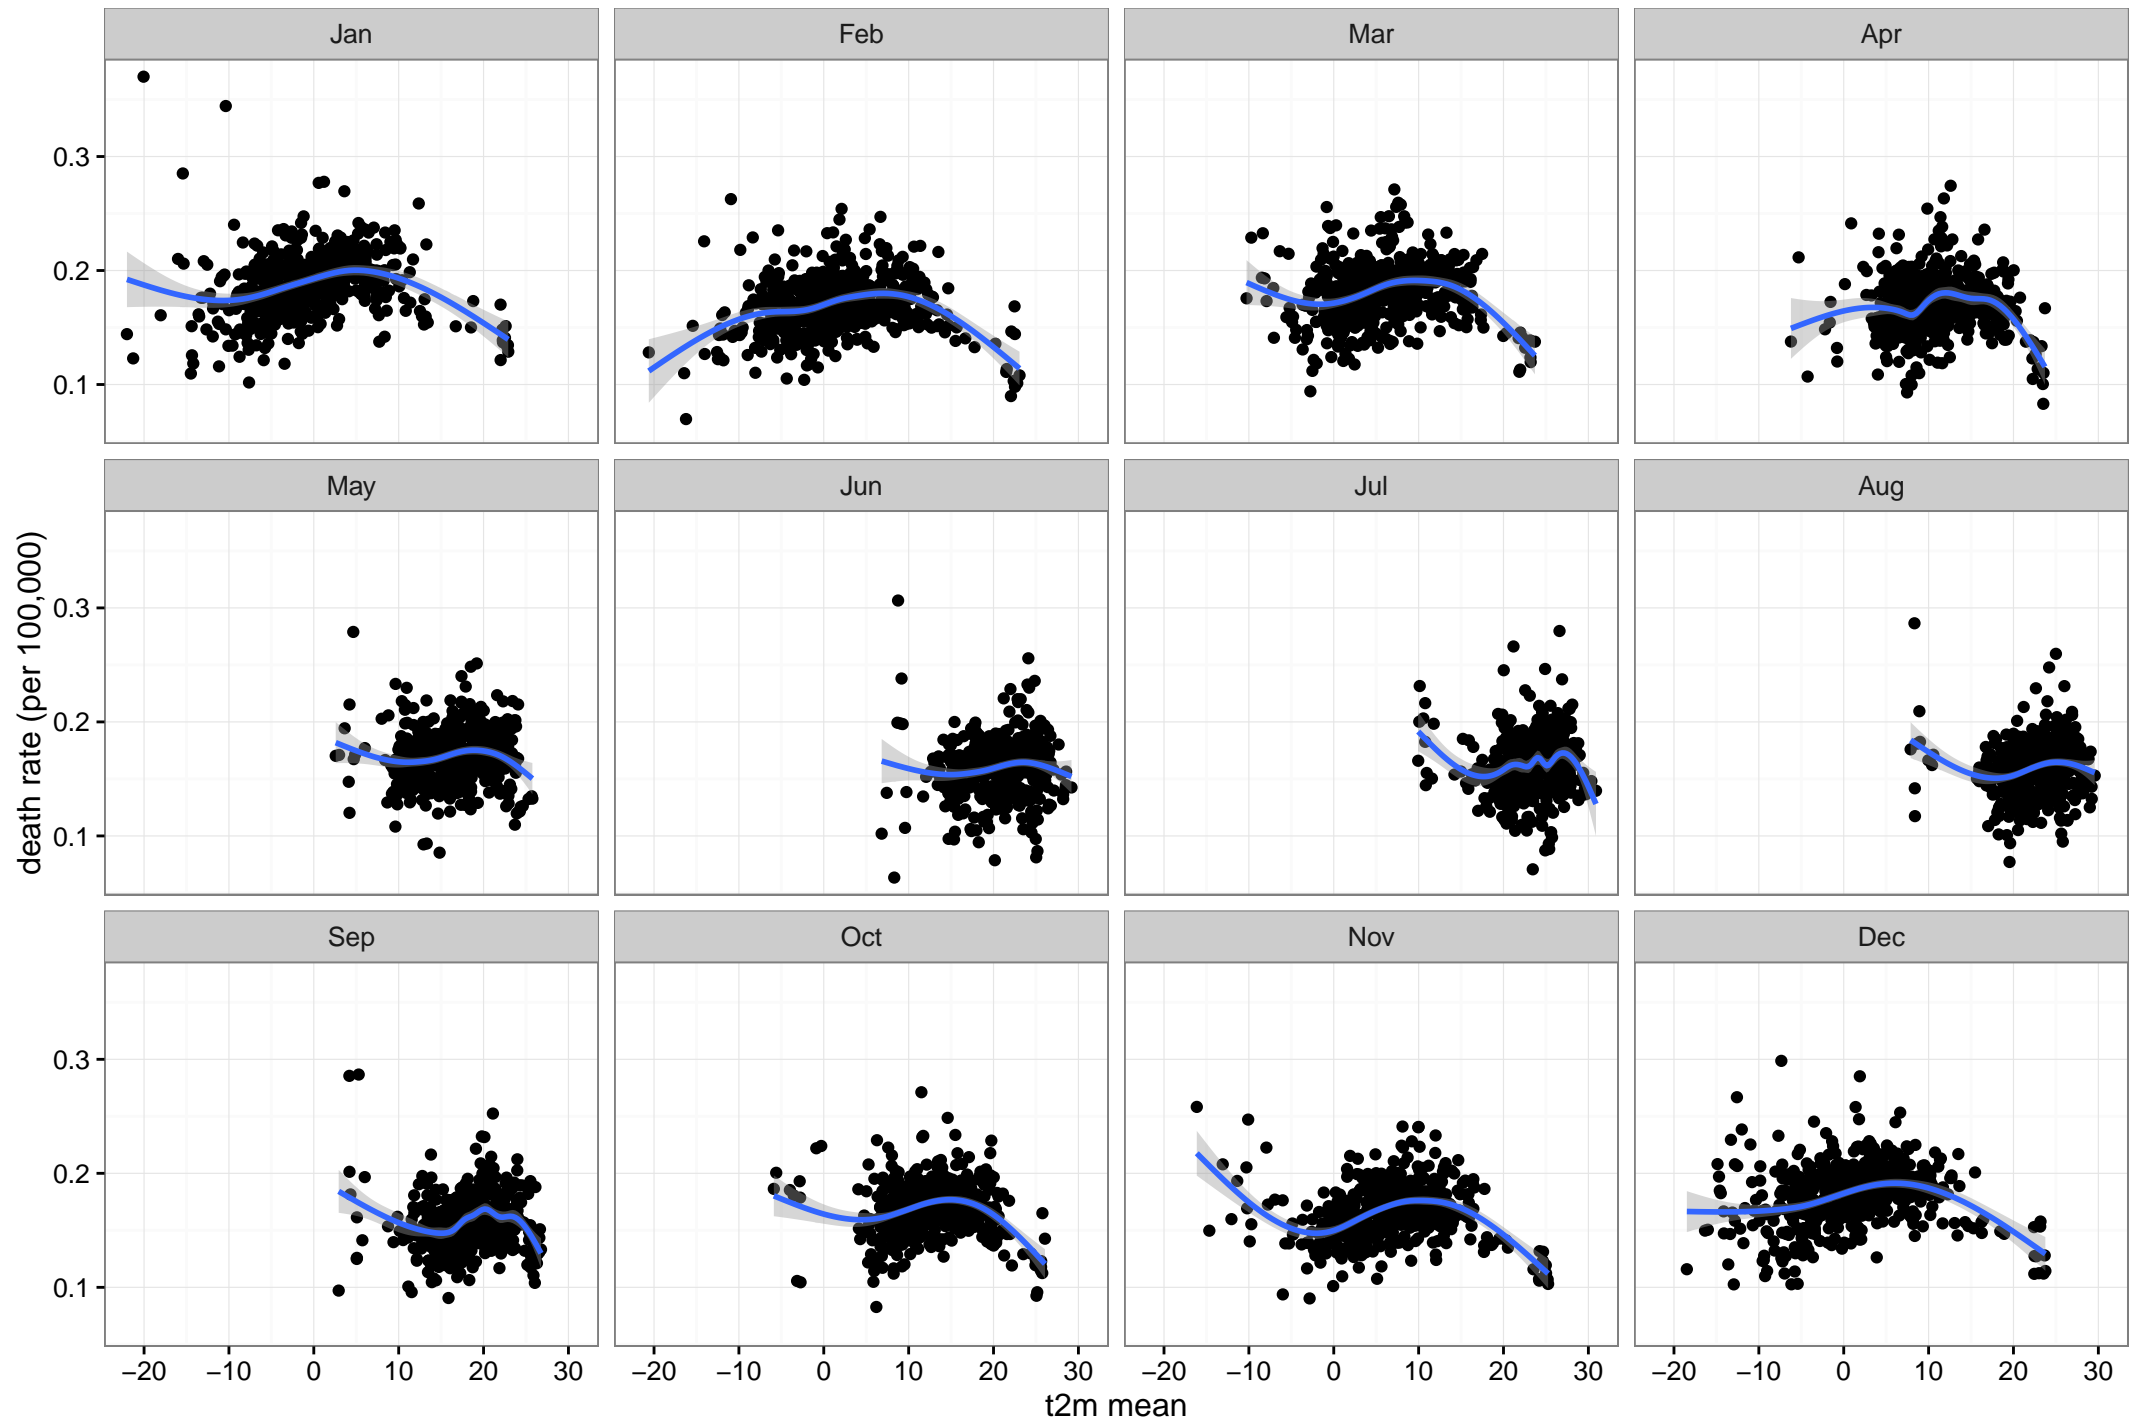 Jan Feb Mar Apr
0.3
0.2
0.1
May Jun Jul Aug
death rate (per 100,000)
0.3
0.2
0.1
Sep Oct Nov Dec
0.3
0.2
0.1
−20 −10 0 10 20 30 −20 −10 0 10 20 30 −20 −10 0 10 20 30 −20 −10 0 10 20 30
t2m mean